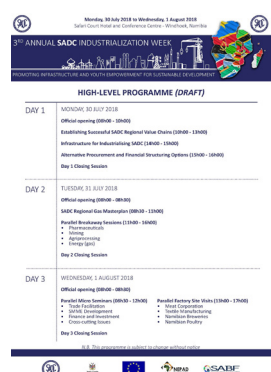 Monday, 30 July 2018 to Wednesday, 1 August 2018
Safari Court Hotel and Conference Centre - Windhoek, Namibia
3RD ANNUAL SADC INDUSTRIALIZATION WEEK
PROMOTING INFRASTRUCTURE AND YOUTH EMPOWERMENT FOR SUSTAINABLE DEVELOPMENT
HIGH-LEVEL PROGRAMME (DRAFT)
DAY 1
MONDAY, 30 JULY 2018
Official opening (08h00 - 10h00)
Establishing Successful SADC Regional Value Chains (10h00 - 13h00)
Infrastructure for Industrialising SADC (14h00 - 15h00)
Alternative Procurement and Financial Structuring Options (15h00 - 16h00)
Day 1 Closing Session
DAY 2
TUESDAY, 31 JULY 2018
Official opening (08h00 - 08h30)
SADC Regional Gas Masterplan (08h30 - 11h00)
Parallel Breakaway Sessions (11h00 - 16h00)
• Pharmaceuticals
• Mining
• Agroprocessing
• Energy (gas)
Day 2 Closing Session
DAY 3
WEDNESDAY, 1 AUGUST 2018
Official opening (08h00 - 08h30)
Parallel Micro Seminars (08h30 - 12h00)
• Trade Facilitation
• SMME Development
• Finance and Investment
• Cross-cutting Issues
Parallel Factory Site Visits (13h00 - 17h00)
• Meat Corporation
• Textile Manufacturing
• Namibian Breweries
• Namibian Poultry
Day 3 Closing Session
N.B. This programme is subject to change without notice
NEPAD
SABF